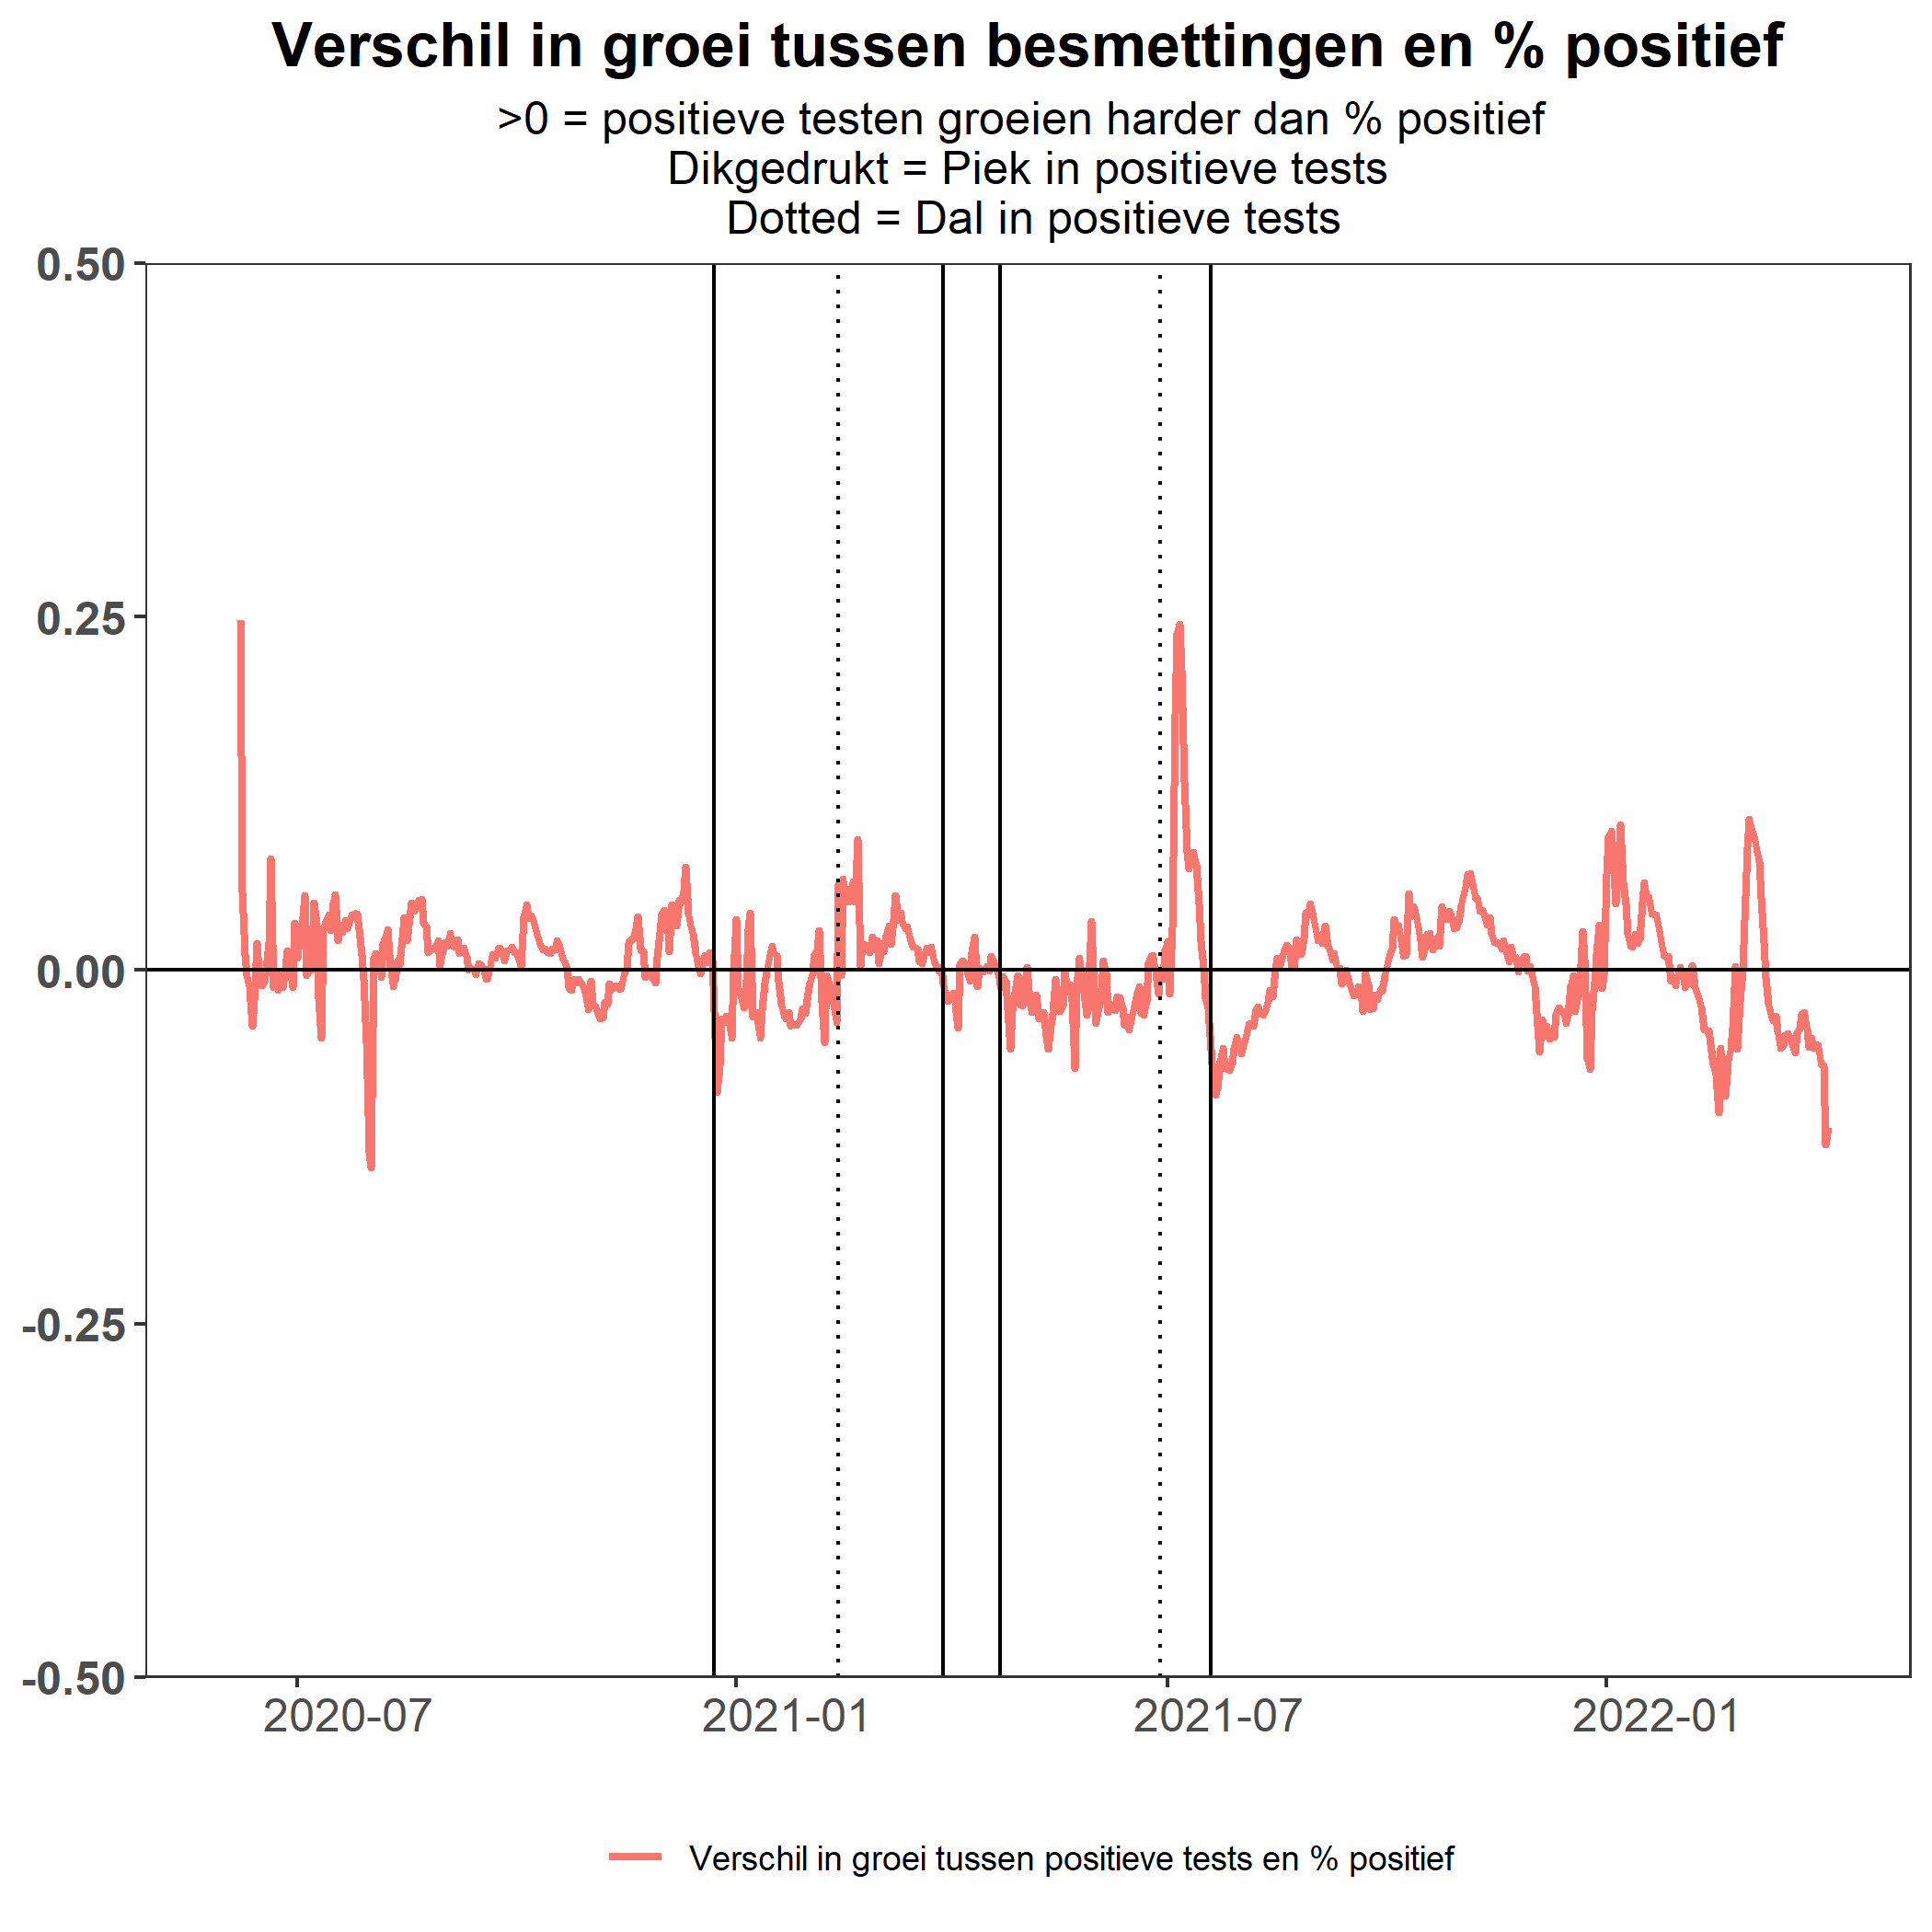 Verschil in groei tussen besmettingen en % positief
>0 = positieve testen groeien harder dan % positief
Dikgedrukt = Piek in positieve tests
Dotted = Dal in positieve tests
0.50
0.25
0.00
-0.25
-0.50
2020-07 2021-01 2021-07 2022-01
Verschil in groei tussen positieve tests en % positief